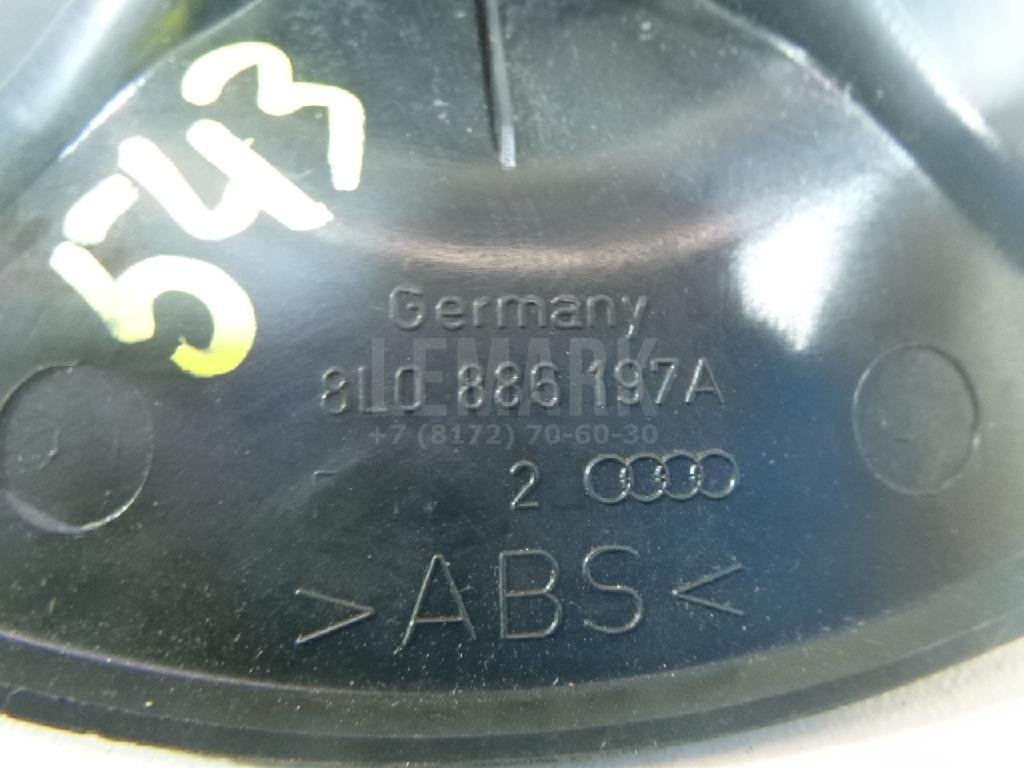 543
Germany
8L0 886 197A
LEMARK
+7 (8172) 70-60-30
2
>ABS<